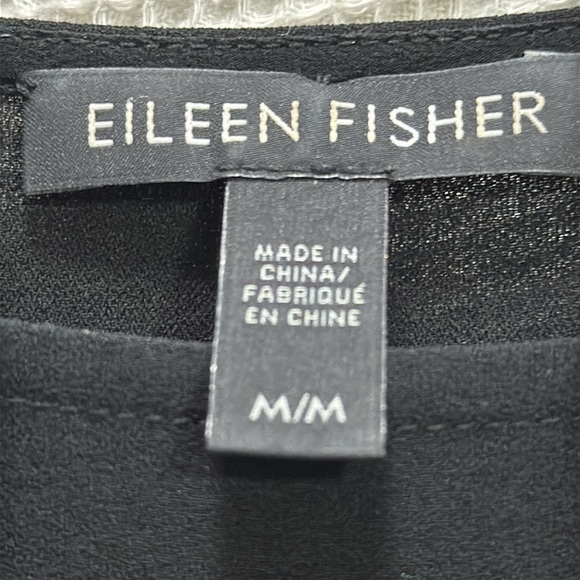 EILEEN FISHER
MADE IN
CHINA/
FABRIQUÉ
EN CHINE
M/M